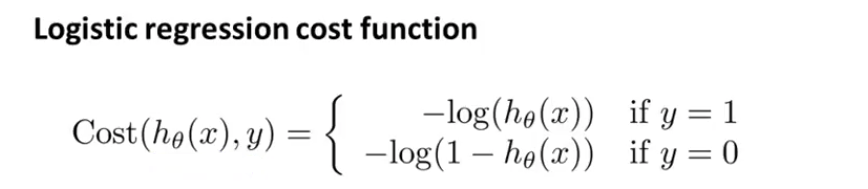 Logistic regression cost function
Cost(hθ(x), y) = { −log(hθ(x)) if y = 1
−log(1 − hθ(x)) if y = 0